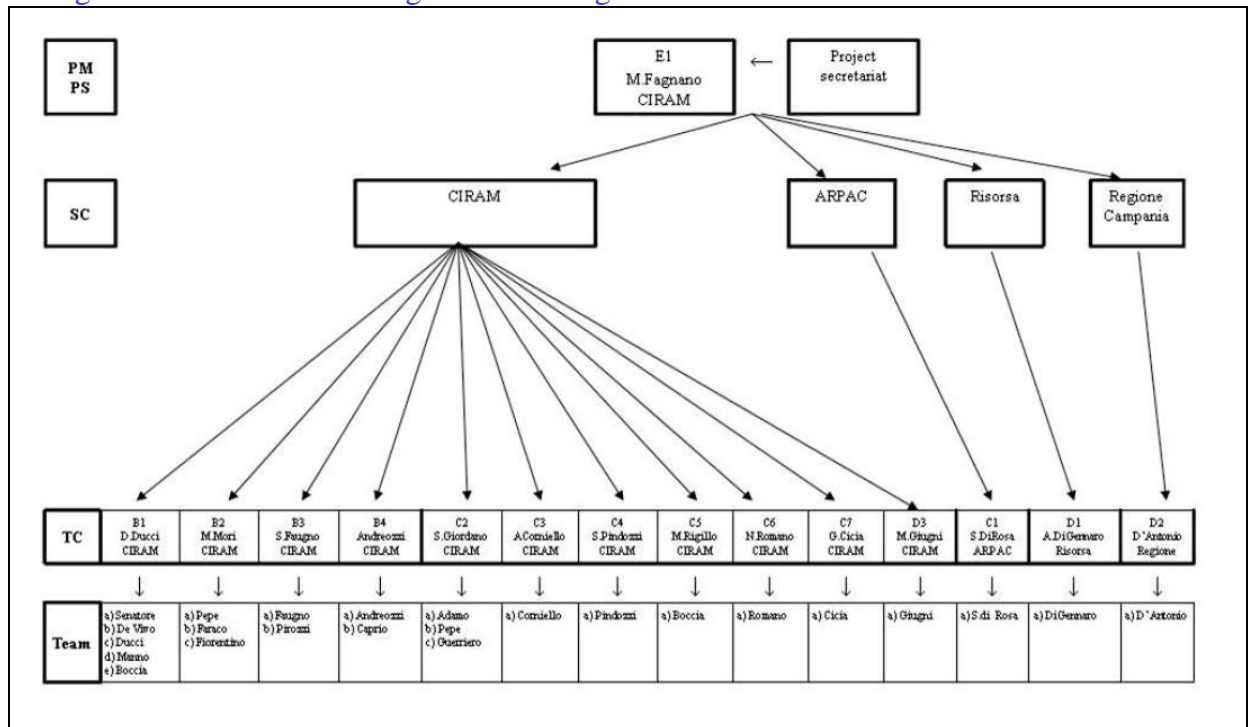 PM
PS
E1
M.Fagnano
CIRAM
←
Project
secretariat
SC
CIRAM
ARPAC
Risorsa
Regione
Campania
TC
B1
D.Ducci
CIRAM
B2
M.Mori
CIRAM
B3
S.Faugno
CIRAM
B4
Andreozzi
CIRAM
C2
S.Giordano
CIRAM
C3
A.Corniello
CIRAM
C4
S.Pindozzi
CIRAM
C5
M.Rigillo
CIRAM
C6
N.Romano
CIRAM
C7
G.Cicia
CIRAM
D3
M.Giugni
CIRAM
C1
S.DiRosa
ARPAC
D1
A.DiGennaro
Risorsa
D2
D'Antonio
Regione
Team
a) Senatore
b) De Vivo
c) Ducci
d) Manno
e) Boccia
a) Pepe
b) Faraco
c) Fiorentino
a) Faugno
b) Pirozzi
a) Andreozzi
b) Caprio
a) Adamo
b) Pepe
c) Guerriero
a) Corniello
a) Pindozzi
a) Boccia
a) Romano
a) Cicia
a) Giugni
a) S.di Rosa
a) DiGennaro
a) D'Antonio